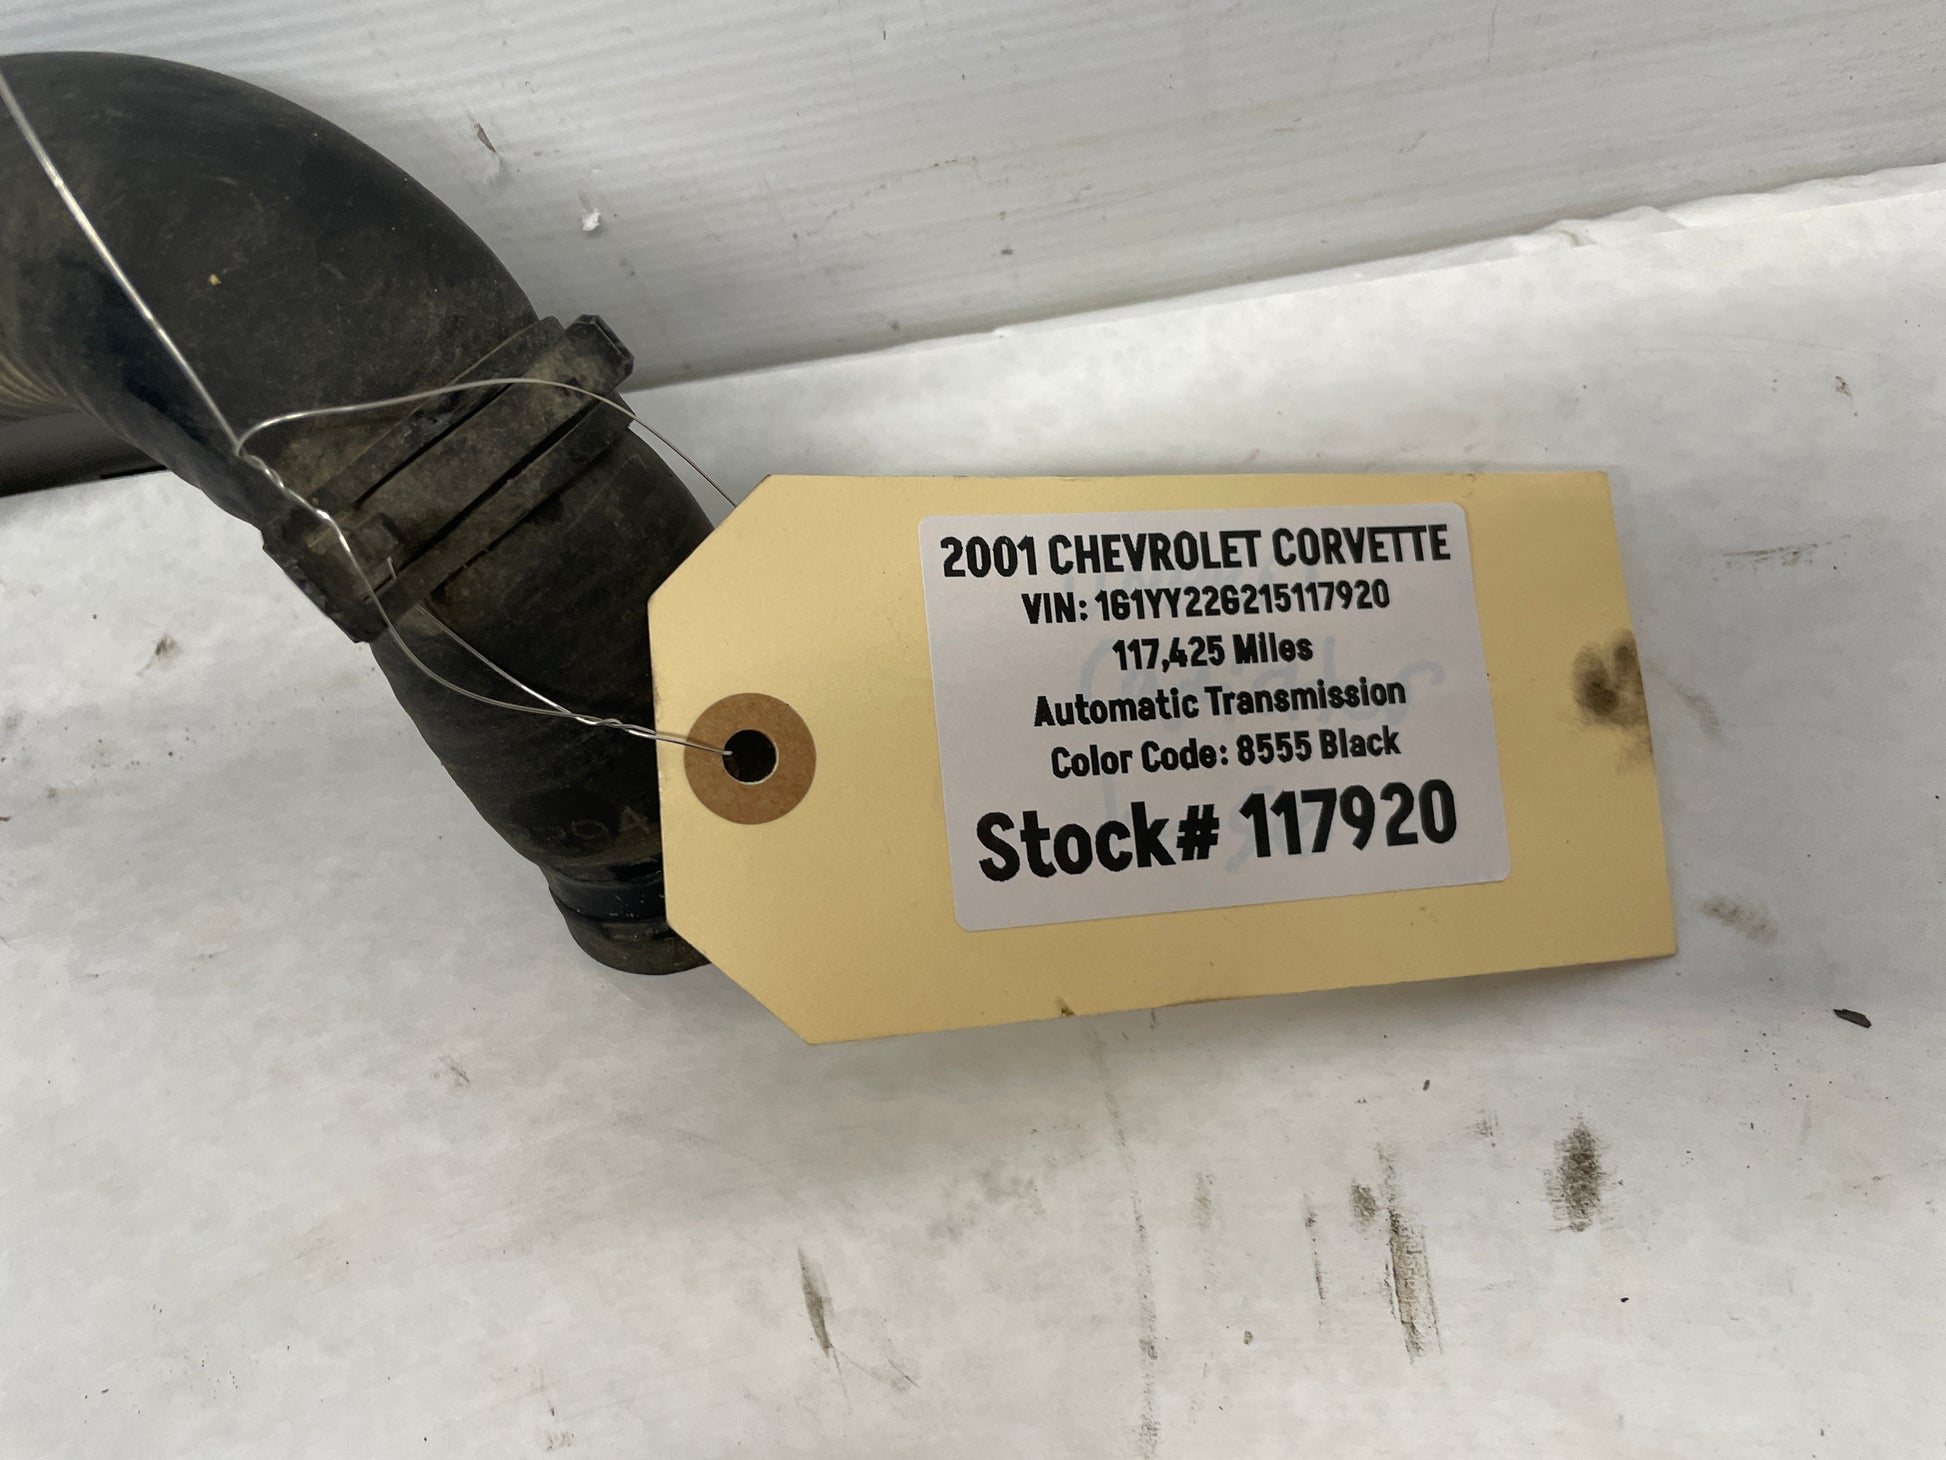 2001 CHEVROLET CORVETTE
VIN: 1G1YY22G215117920
117,425 Miles
Automatic Transmission
Color Code: 8555 Black
Stock# 117920